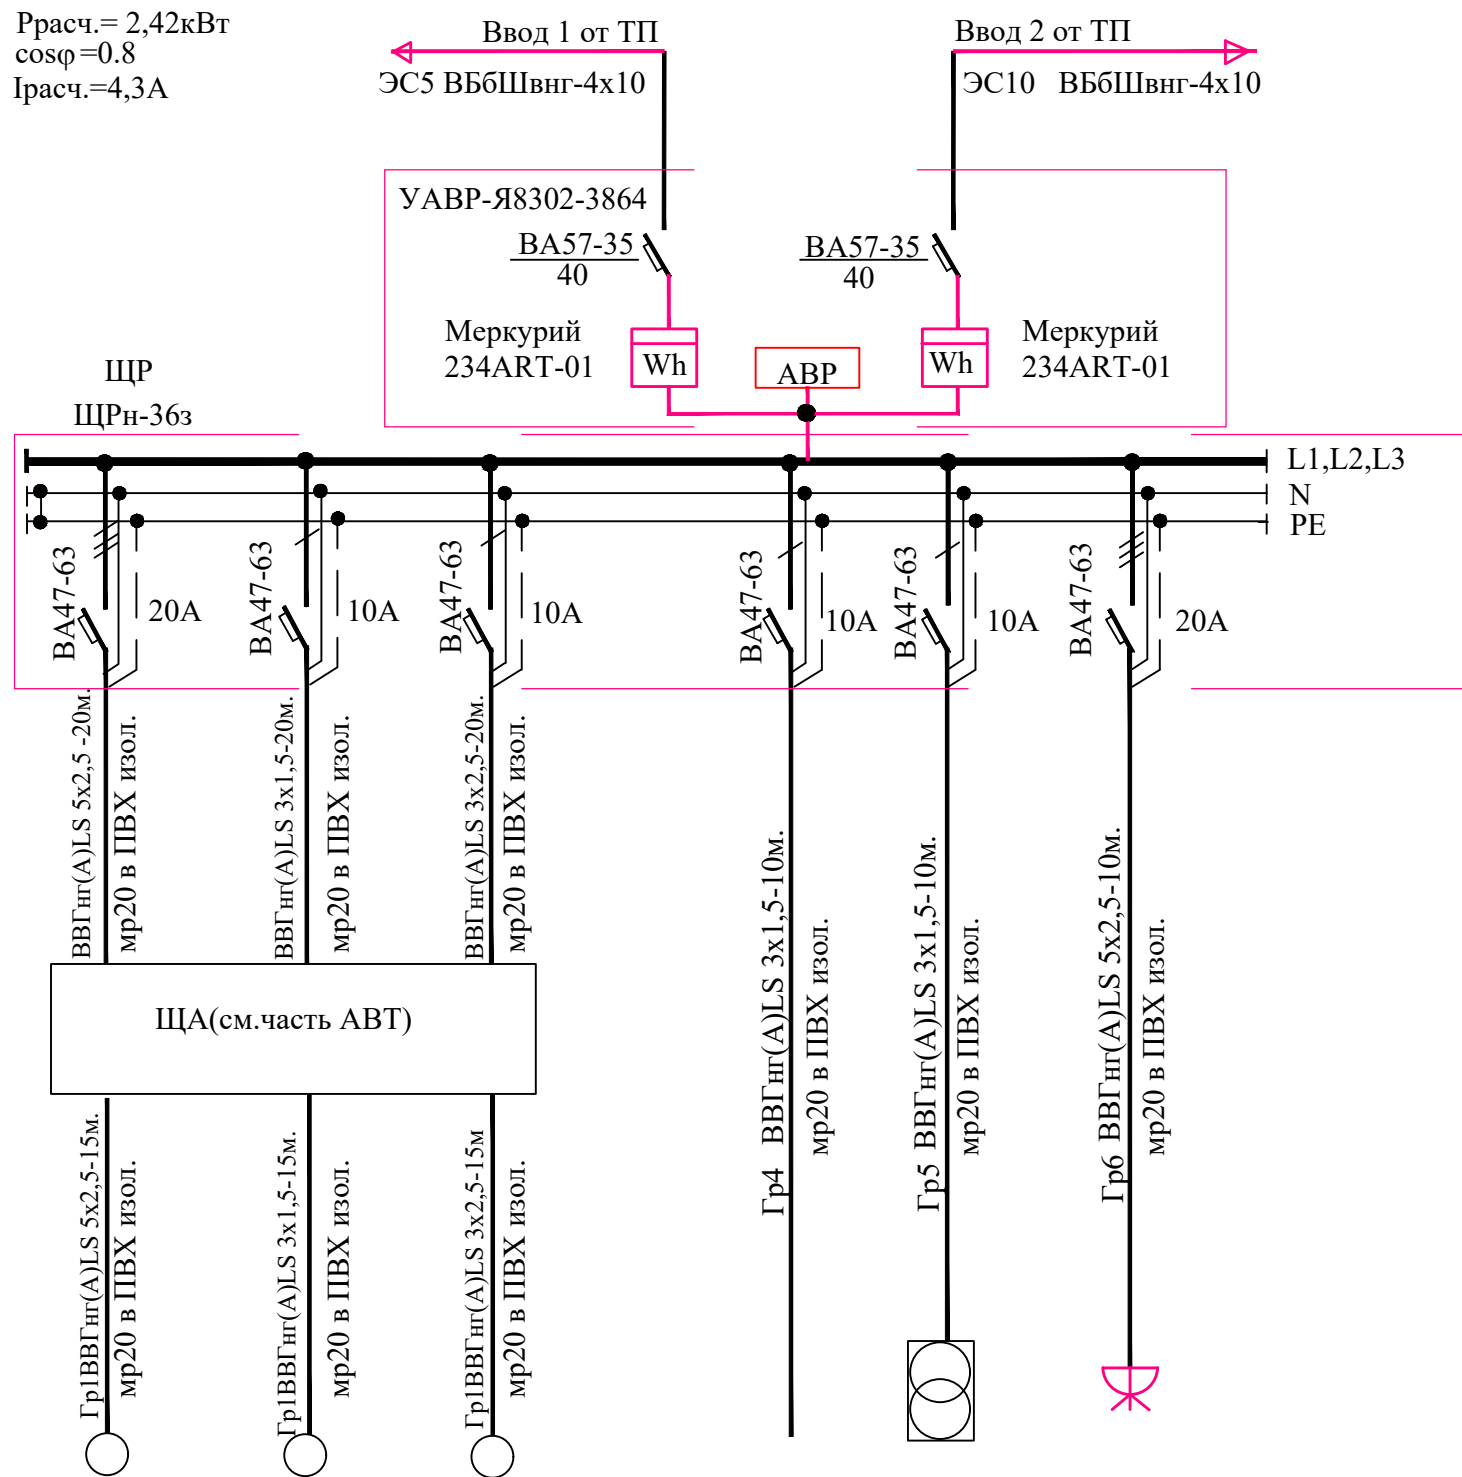 Pрасч.= 2,42кВт
cosφ =0.8
Iрасч.=4,3А
Ввод 1 от ТП
Ввод 2 от ТП
ЭС5 ВБбШвнг-4х10
ЭС10 ВБбШвнг-4х10
УАВР-Я8302-3864
ВА57-35
40
ВА57-35
40
Меркурий
234ART-01
Wh
АВР
Wh
Меркурий
234ART-01
ЩР
ЩРн-36з
L1,L2,L3
N
PE
ВА47-63
20А
ВА47-63
10А
ВА47-63
10А
ВА47-63
10А
ВА47-63
10А
ВА47-63
20А
ВВГнг(А)LS 5х2,5 -20м.
мр20 в ПВХ изол.
ВВГнг(А)LS 3х1,5-20м.
мр20 в ПВХ изол.
ВВГнг(А)LS 3х2,5-20м.
мр20 в ПВХ изол.
Гр4 ВВГнг(А)LS 3х1,5-10м.
мр20 в ПВХ изол.
Гр5 ВВГнг(А)LS 3х1,5-10м.
мр20 в ПВХ изол.
Гр6 ВВГнг(А)LS 5х2,5-10м.
мр20 в ПВХ изол.
ЩА(см.часть АВТ)
Гр1ВВГнг(А)LS 5х2,5-15м.
мр20 в ПВХ изол.
Гр1ВВГнг(А)LS 3х1,5-15м.
мр20 в ПВХ изол.
Гр1ВВГнг(А)LS 3х2,5-15м
мр20 в ПВХ изол.